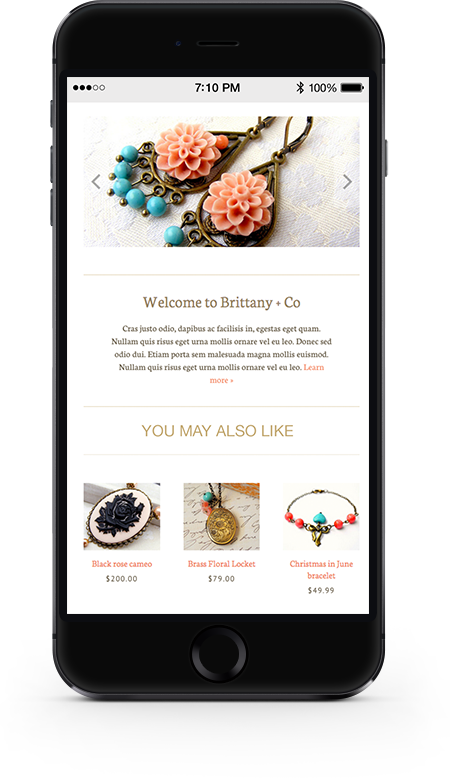 7:10 PM 100%
Welcome to Brittany + Co
Cras justo odio, dapibus ac facilisis in, egestas eget quam.
Nullam quis risus eget urna mollis ornare vel eu leo. Donec sed
odio dui. Etiam porta sem malesuada magna mollis euismod.
Nullam quis risus eget urna mollis ornare vel eu leo. Learn
more »
YOU MAY ALSO LIKE
Black rose cameo
$200.00
Brass Floral Locket
$79.00
Christmas in June
bracelet
$49.99